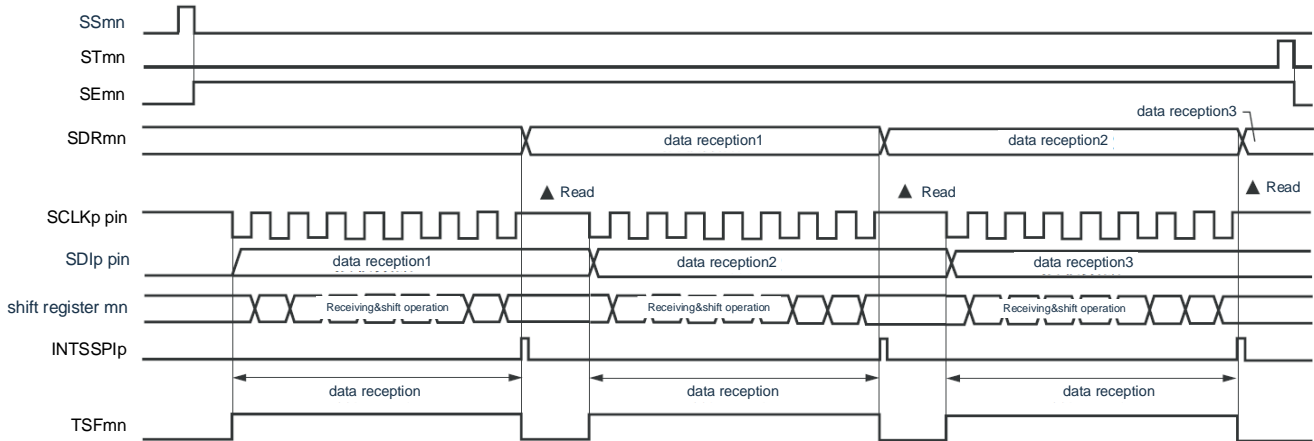 SSmn
STmn
SEmn
data reception3
SDRmn data reception1 data reception2
▲ Read ▲ Read ▲ Read
SCLKp pin
SDIp pin data reception1 data reception2 data reception3
shift register mn Receiving&shift operation Receiving&shift operation Receiving&shift operation
INTSSPIp
data reception data reception data reception
TSFmn